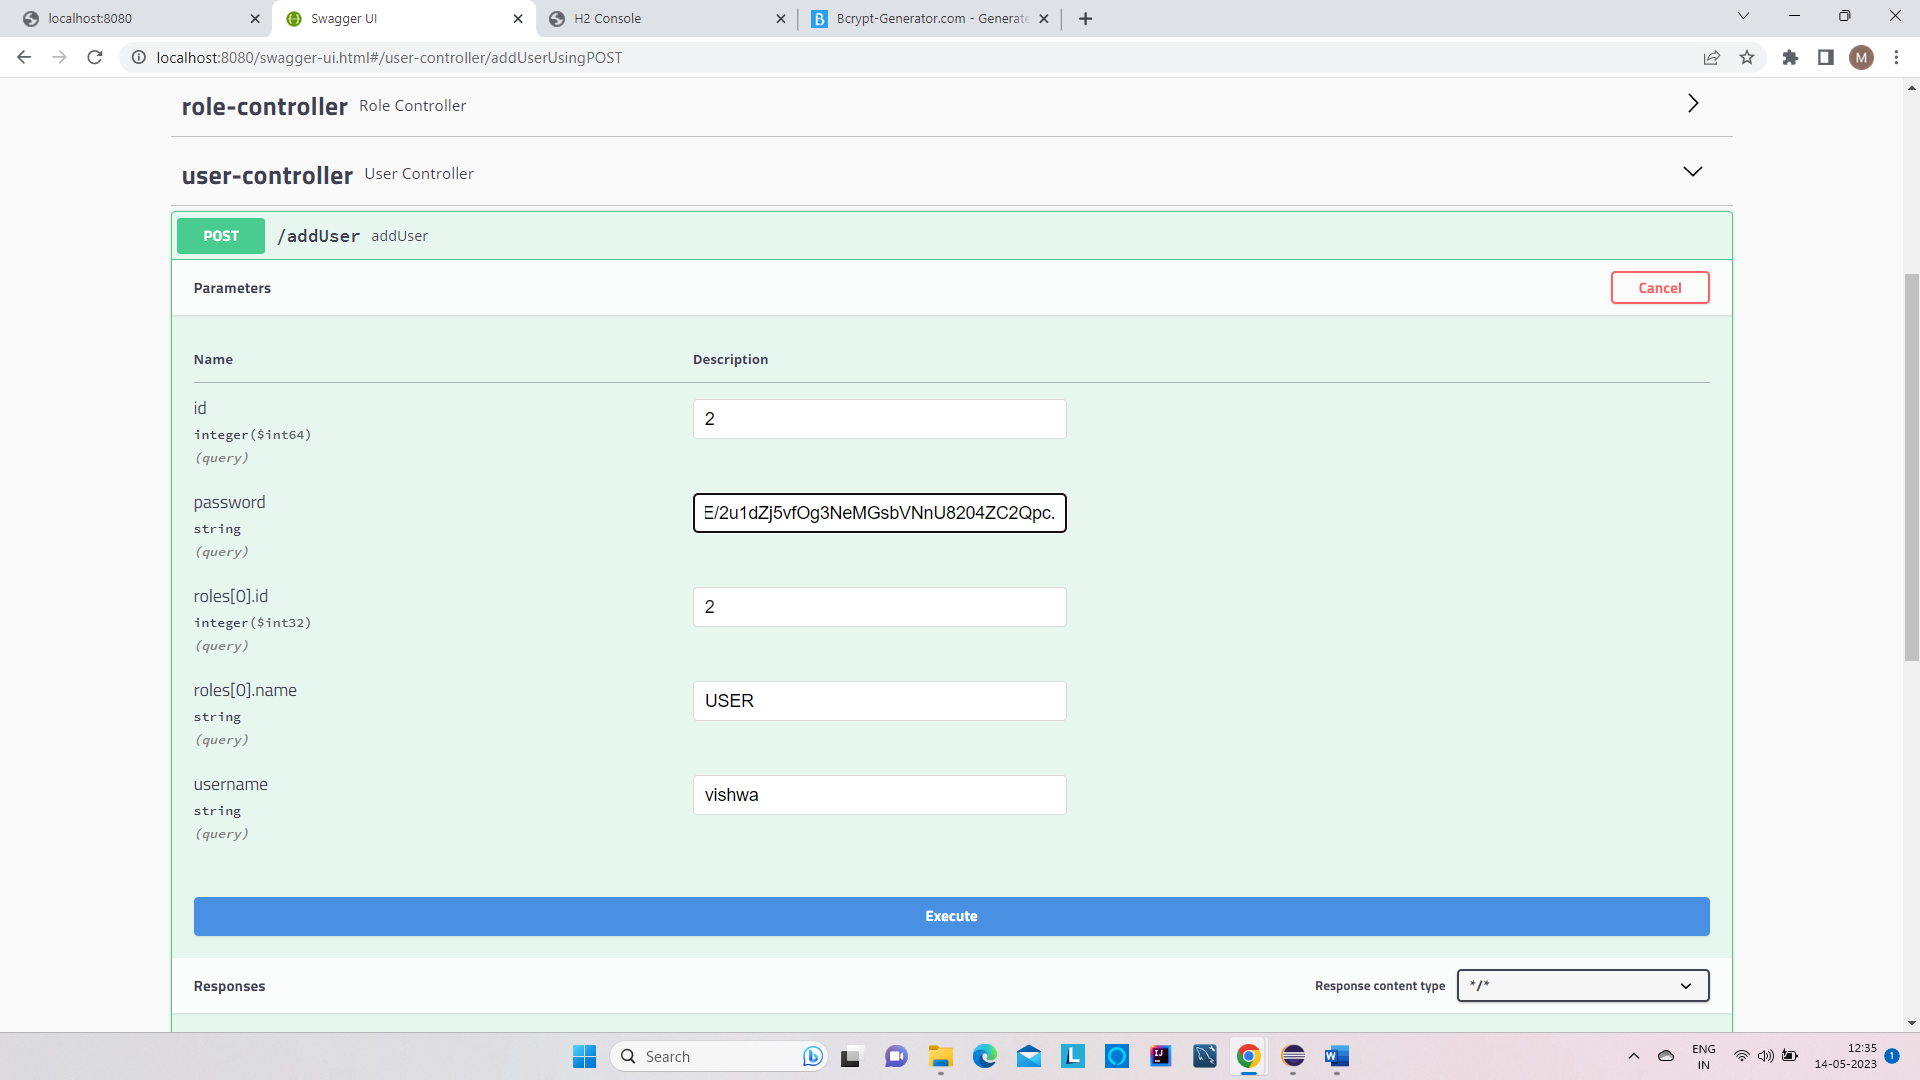 localhost:8080
Swagger UI
H2 Console
Bcrypt-Generator.com - Generate
localhost:8080/swagger-ui.html#/user-controller/addUserUsingPOST
M
role-controller Role Controller
user-controller User Controller
POST /addUser addUser
Parameters
Cancel
Name Description
id
integer($int64)
(query)
2
password
string
(query)
E/2u1dZj5vfOg3NeMGsbVNnU8204ZC2Qpc.
roles[0].id
integer($int32)
(query)
2
roles[0].name
string
(query)
USER
username
string
(query)
vishwa
Execute
Responses
Response content type */*
Search
ENG
IN
12:35
14-05-2023
1